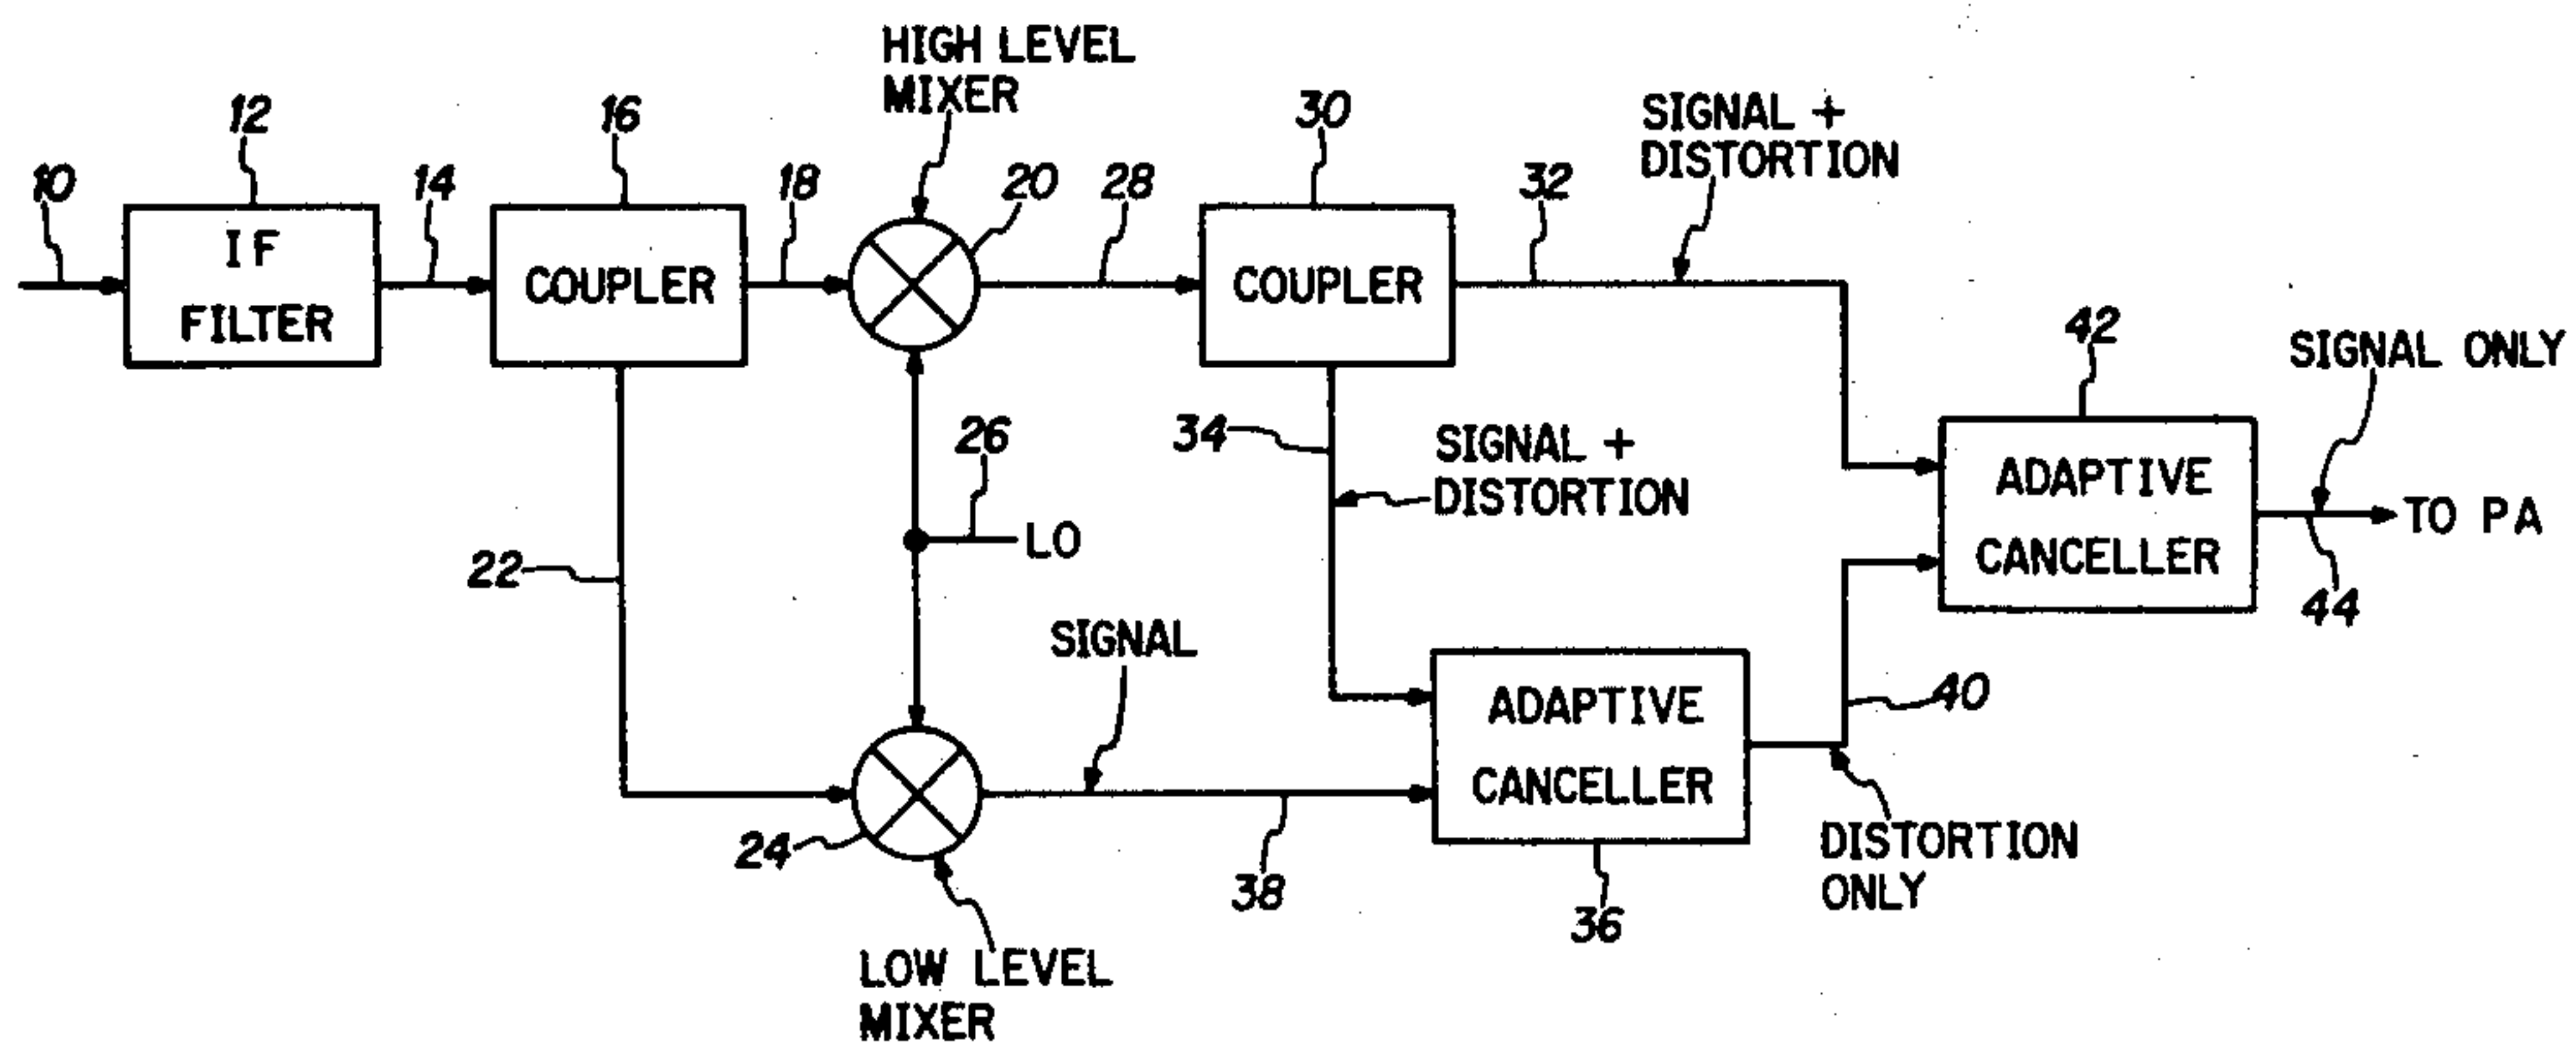 HIGH LEVEL
MIXER
10
12
IF
FILTER
14
16
COUPLER
18
20
28
30
COUPLER
32
SIGNAL +
DISTORTION
22
26
LO
34
SIGNAL +
DISTORTION
42
ADAPTIVE
CANCELLER
SIGNAL ONLY
TO PA
44
24
LOW LEVEL
MIXER
SIGNAL
38
ADAPTIVE
CANCELLER
36
40
DISTORTION
ONLY